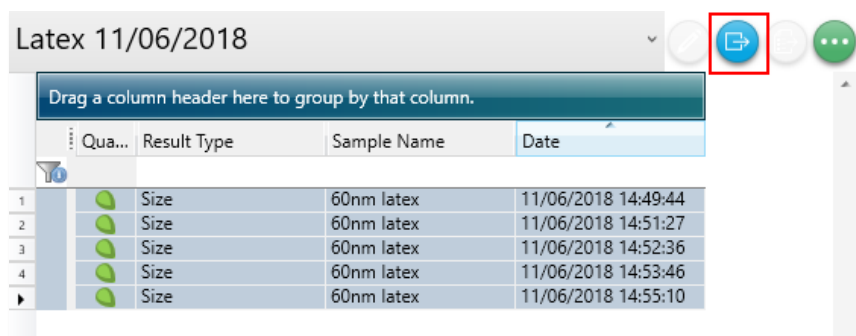 Latex 11/06/2018
Drag a column header here to group by that column.
Qua... Result Type Sample Name Date
1 Size 60nm latex 11/06/2018 14:49:44
2 Size 60nm latex 11/06/2018 14:51:27
3 Size 60nm latex 11/06/2018 14:52:36
4 Size 60nm latex 11/06/2018 14:53:46
Size 60nm latex 11/06/2018 14:55:10